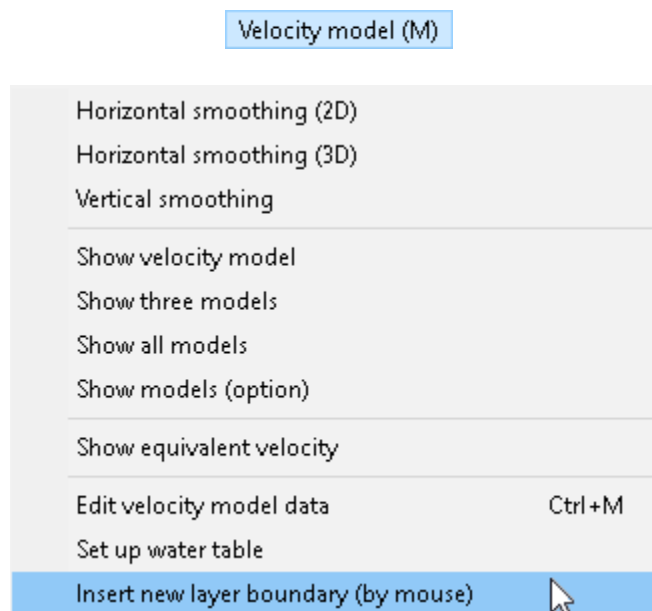 Velocity model (M)
Horizontal smoothing (2D)
Horizontal smoothing (3D)
Vertical smoothing
Show velocity model
Show three models
Show all models
Show models (option)
Show equivalent velocity
Edit velocity model data Ctrl+M
Set up water table
Insert new layer boundary (by mouse)